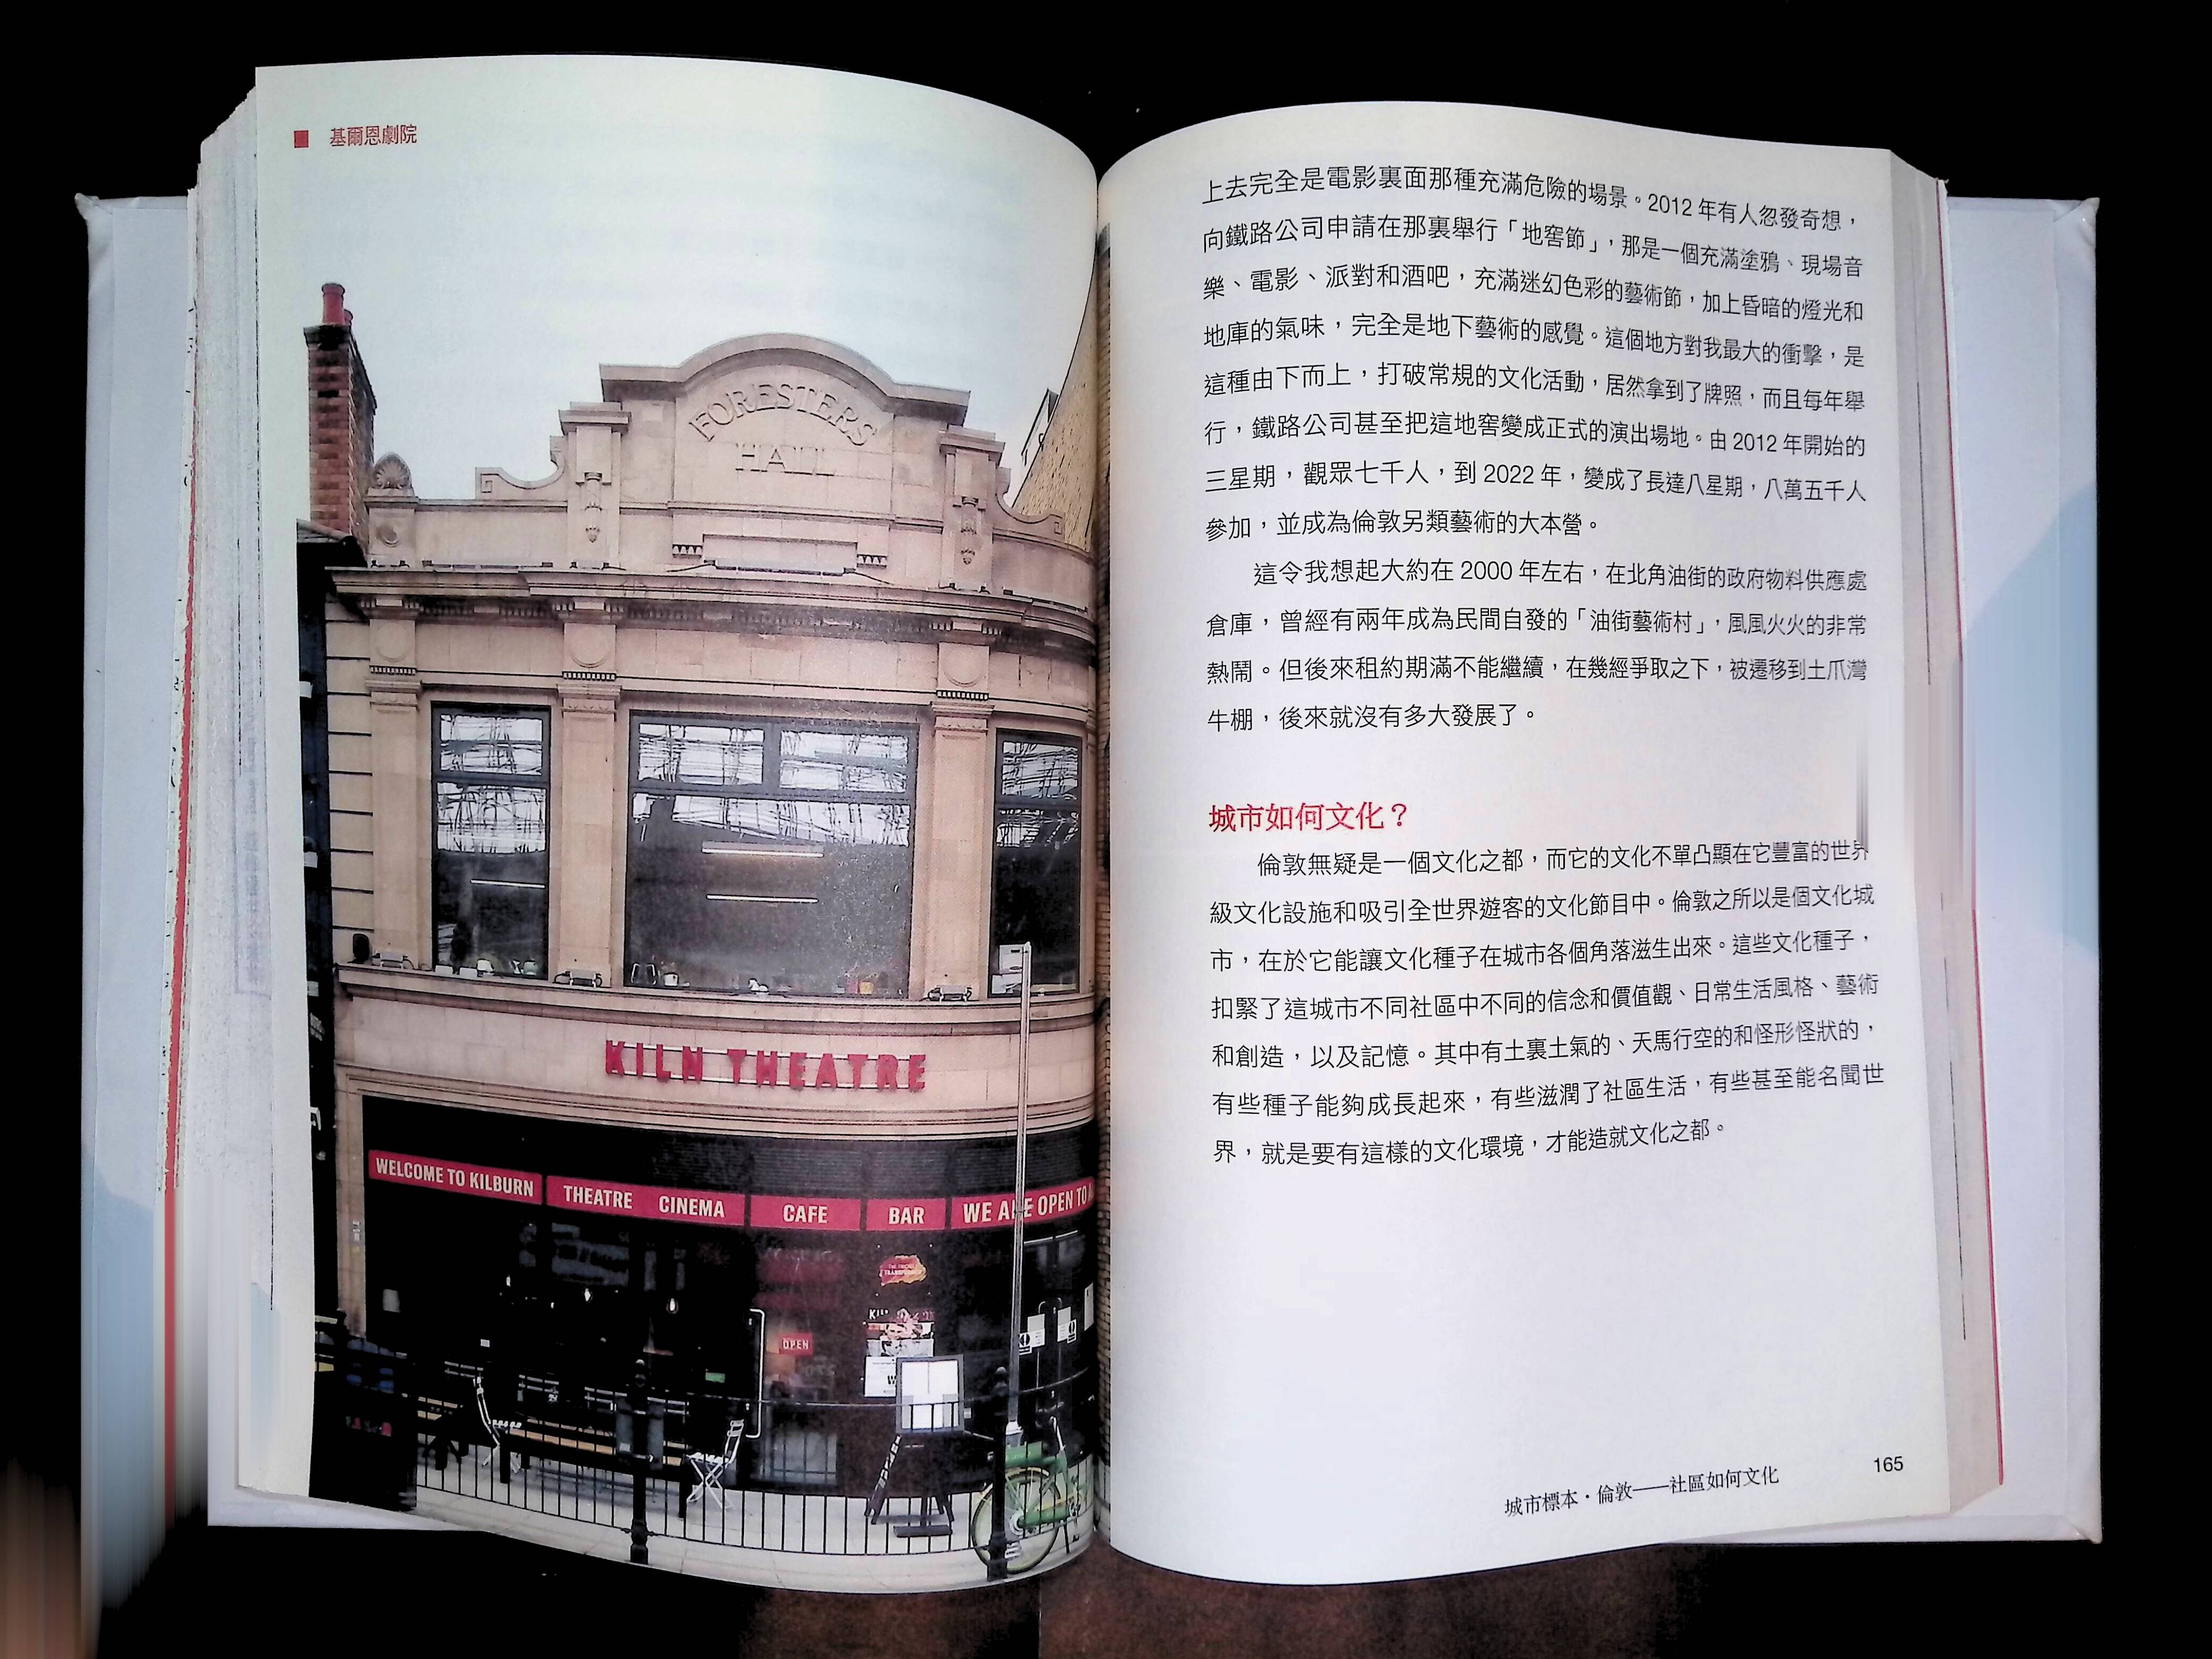 基爾恩劇院
FORESTERS
HALL
KILN THEATRE
WELCOME TO KILBURN
THEATRE CINEMA
CAFE
BAR
WE ARE OPEN TO
OPEN
上去完全是電影裏面那種充滿危險的場景。2012 年有人忽發奇想，
向鐵路公司申請在那裏舉行「地窖節」，那是一個充滿塗鴉、現場音
樂、電影、派對和酒吧，充滿迷幻色彩的藝術節，加上昏暗的燈光和
地庫的氣味，完全是地下藝術的感覺。這個地方對我最大的衝擊，是
這種由下而上，打破常規的文化活動，居然拿到了牌照，而且每年舉
行，鐵路公司甚至把這地窖變成正式的演出場地。由 2012 年開始的
三星期，觀眾七千人，到 2022 年，變成了長達八星期，八萬五千人
參加，並成為倫敦另類藝術的大本營。
這令我想起大約在 2000 年左右，在北角油街的政府物料供應處
倉庫，曾經有兩年成為民間自發的「油街藝術村」，風風火火的非常
熱鬧。但後來租約期滿不能繼續，在幾經爭取之下，被遷移到土爪灣
牛棚，後來就沒有多大發展了。
城市如何文化？
倫敦無疑是一個文化之都，而它的文化不單凸顯在它豐富的世界
級文化設施和吸引全世界遊客的文化節目中。倫敦之所以是個文化城
市，在於它能讓文化種子在城市各個角落滋生出來。這些文化種子，
扣緊了這城市不同社區中不同的信念和價值觀、日常生活風格、藝術
和創造，以及記憶。其中有土裏土氣的、天馬行空的和怪形怪狀的，
有些種子能夠成長起來，有些滋潤了社區生活，有些甚至能名聞世
界，就是要有這樣的文化環境，才能造就文化之都。
城市標本・倫敦——社區如何文化
165